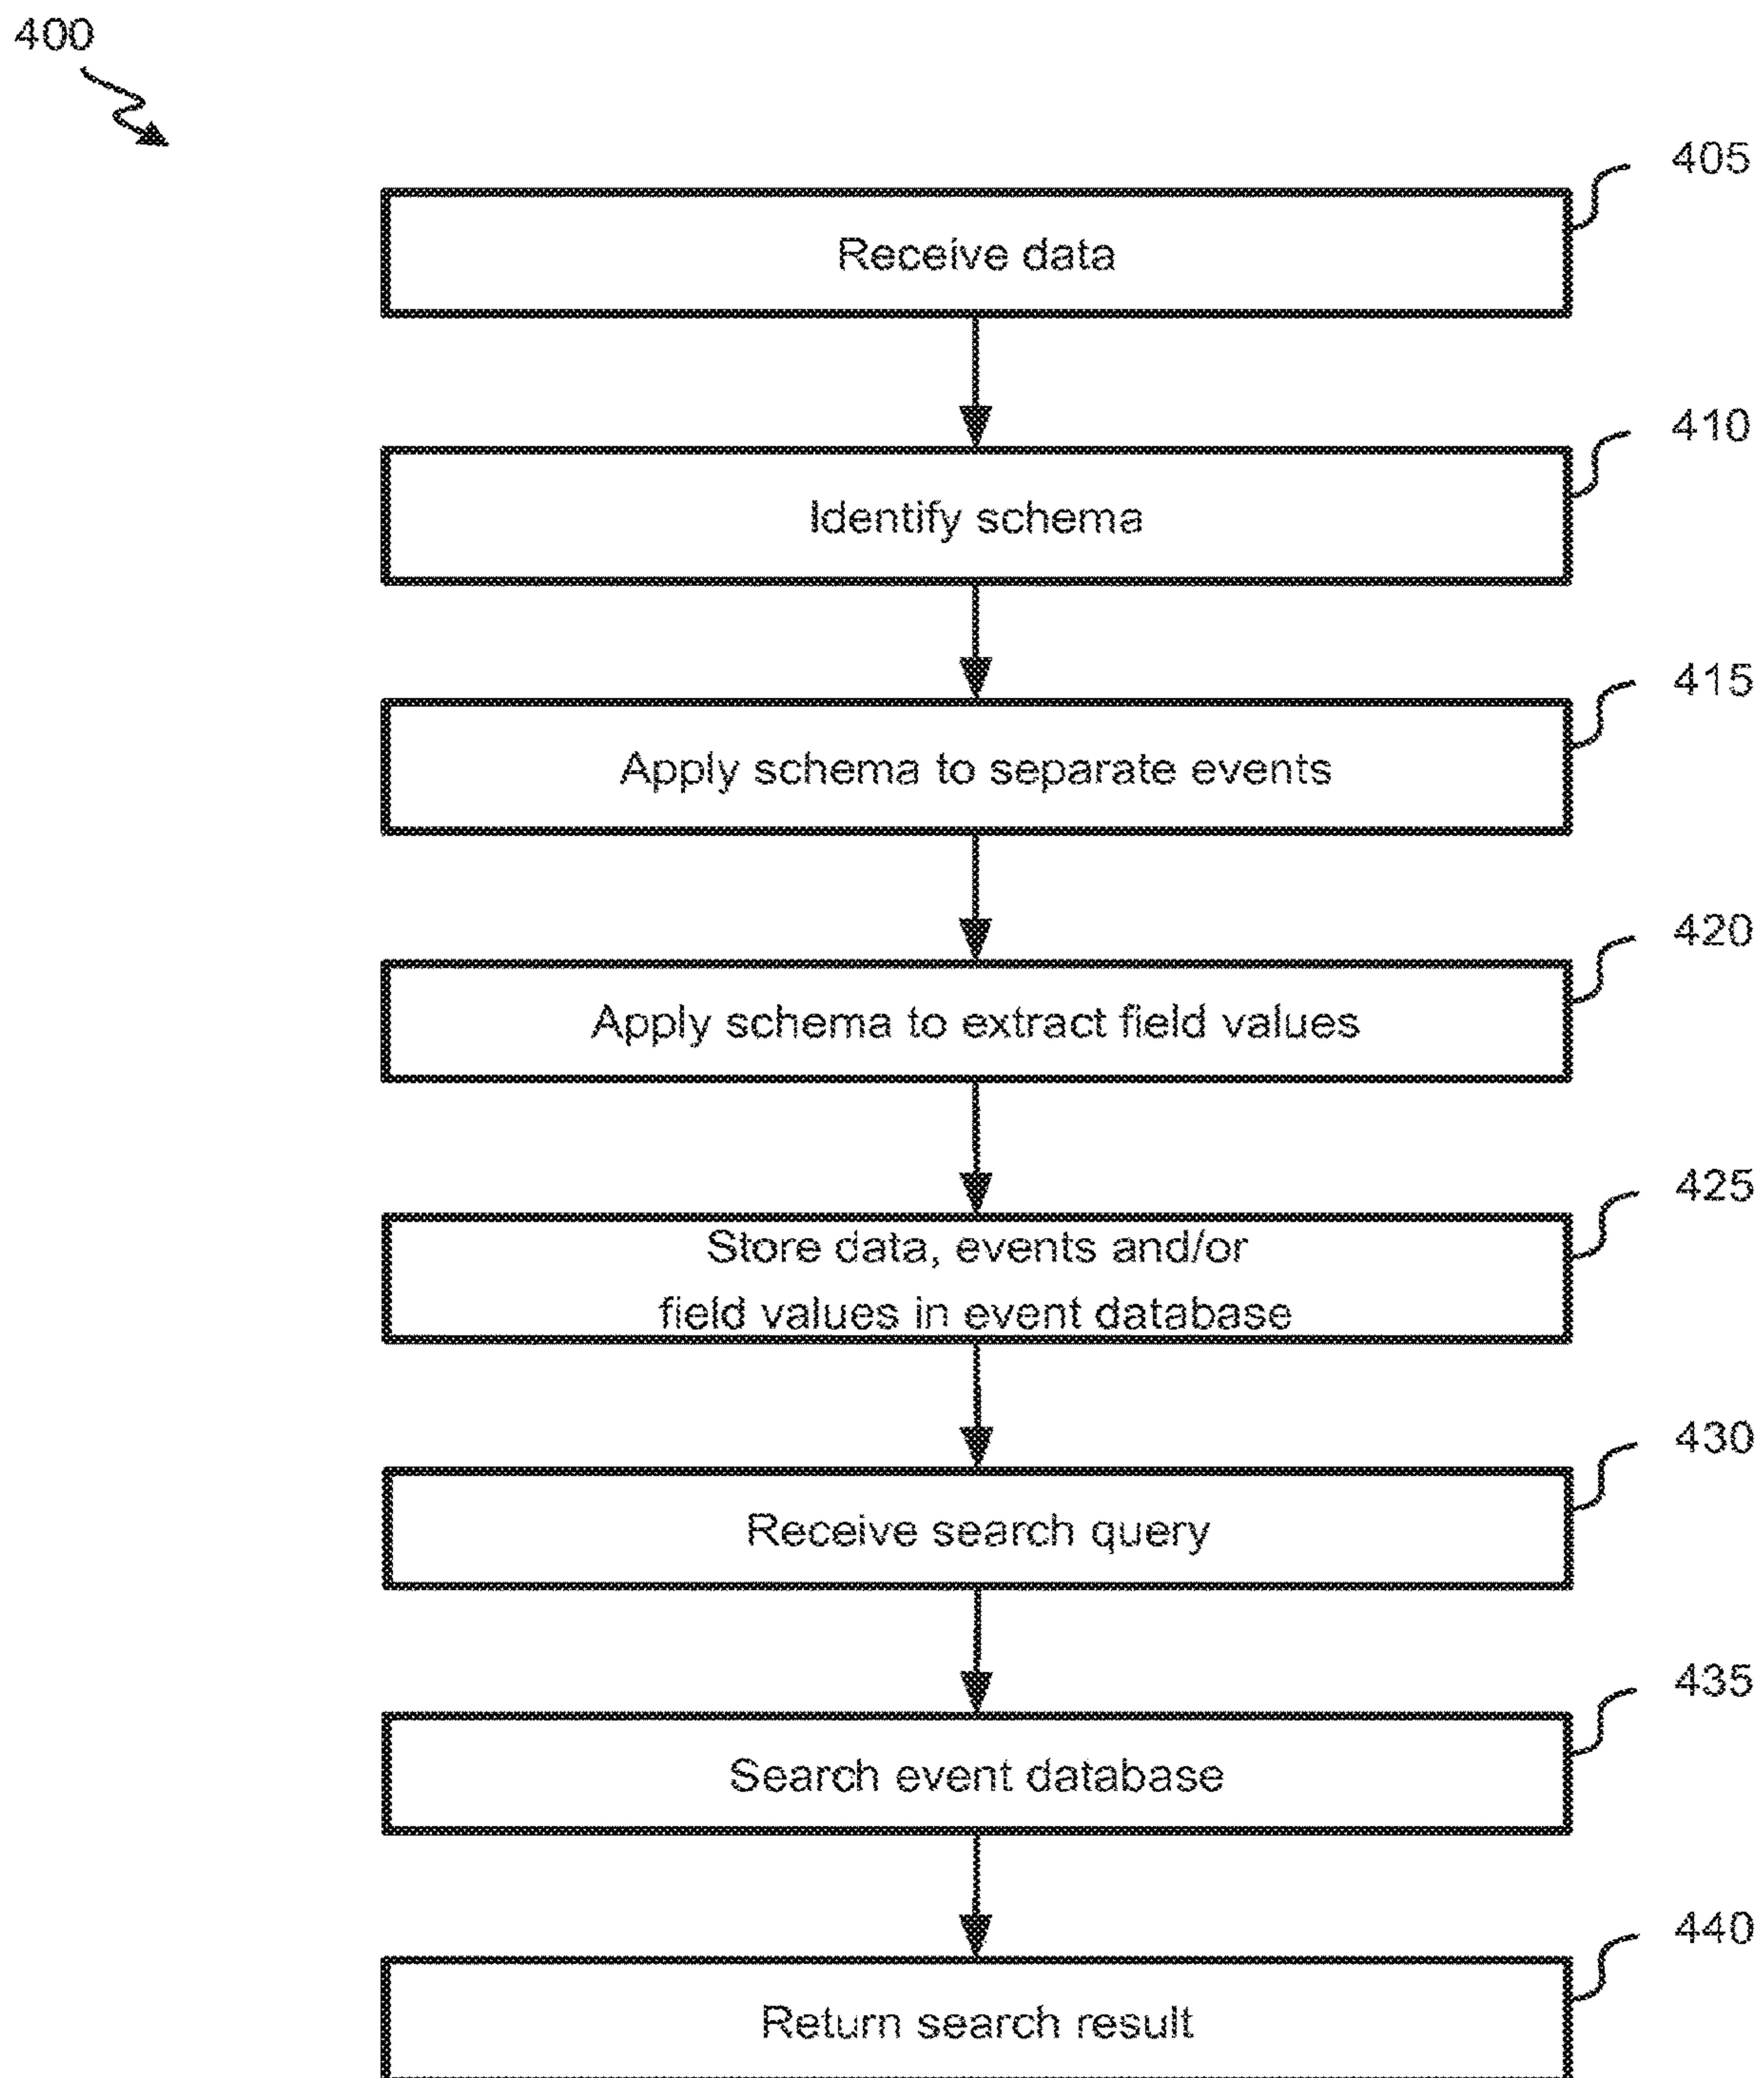 400
405
Receive data
410
Identify schema
415
Apply schema to separate events
420
Apply schema to extract field values
425
Store data, events and/or
field values in event database
430
Receive search query
435
Search event database
440
Return search result